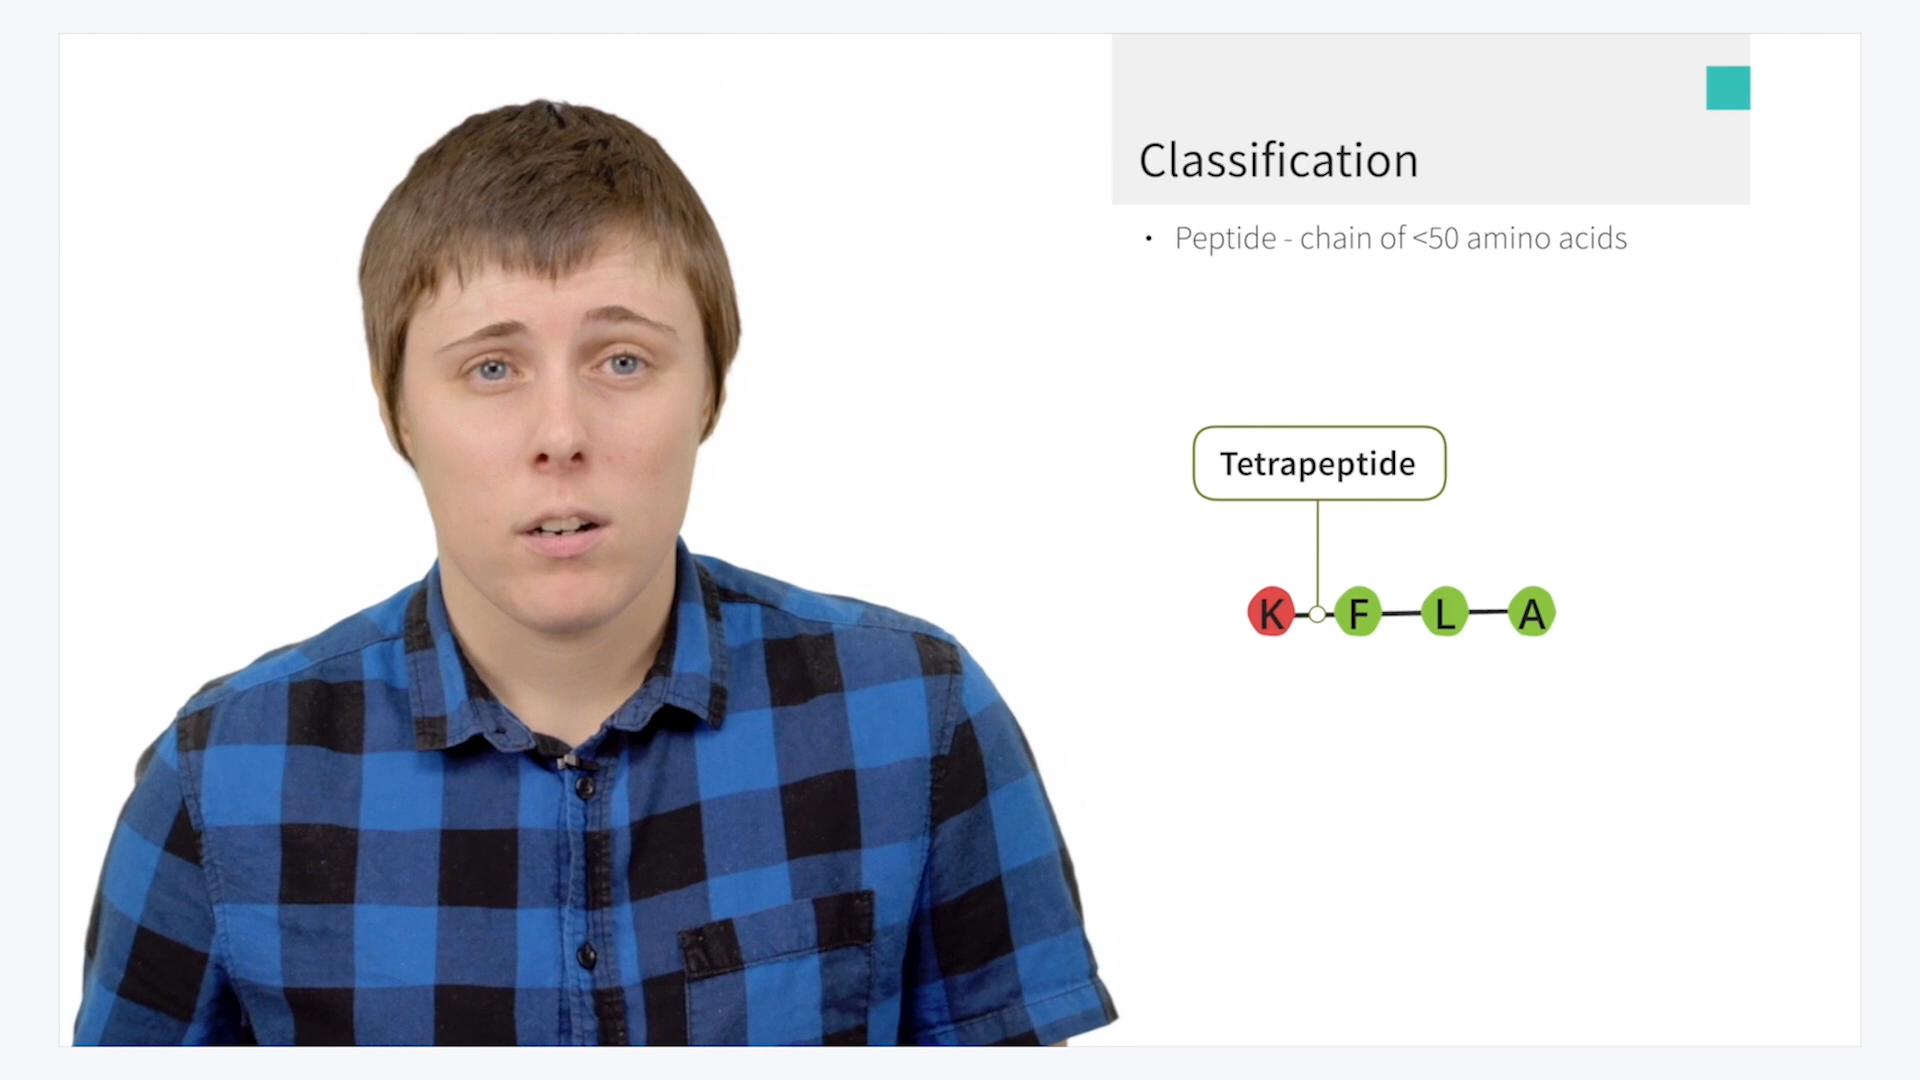 Classification
• Peptide - chain of <50 amino acids
Tetrapeptide
K F L A